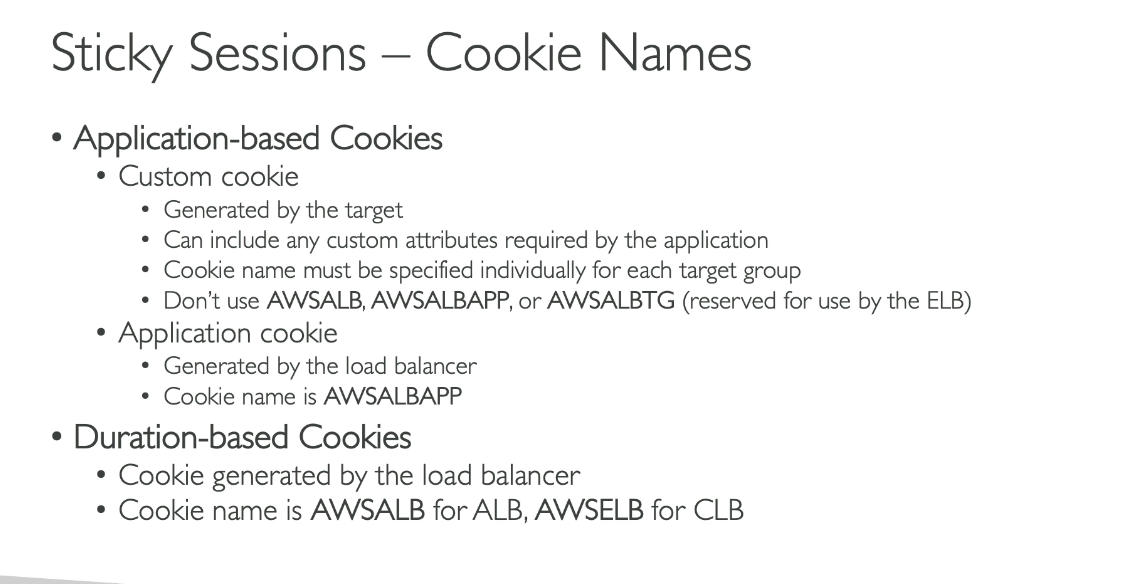 Sticky Sessions – Cookie Names
• Application-based Cookies
• Custom cookie
• Generated by the target
• Can include any custom attributes required by the application
• Cookie name must be specified individually for each target group
• Don't use AWSALB, AWSALBAPP, or AWSALBTG (reserved for use by the ELB)
• Application cookie
• Generated by the load balancer
• Cookie name is AWSALBAPP
• Duration-based Cookies
• Cookie generated by the load balancer
• Cookie name is AWSALB for ALB, AWSELB for CLB